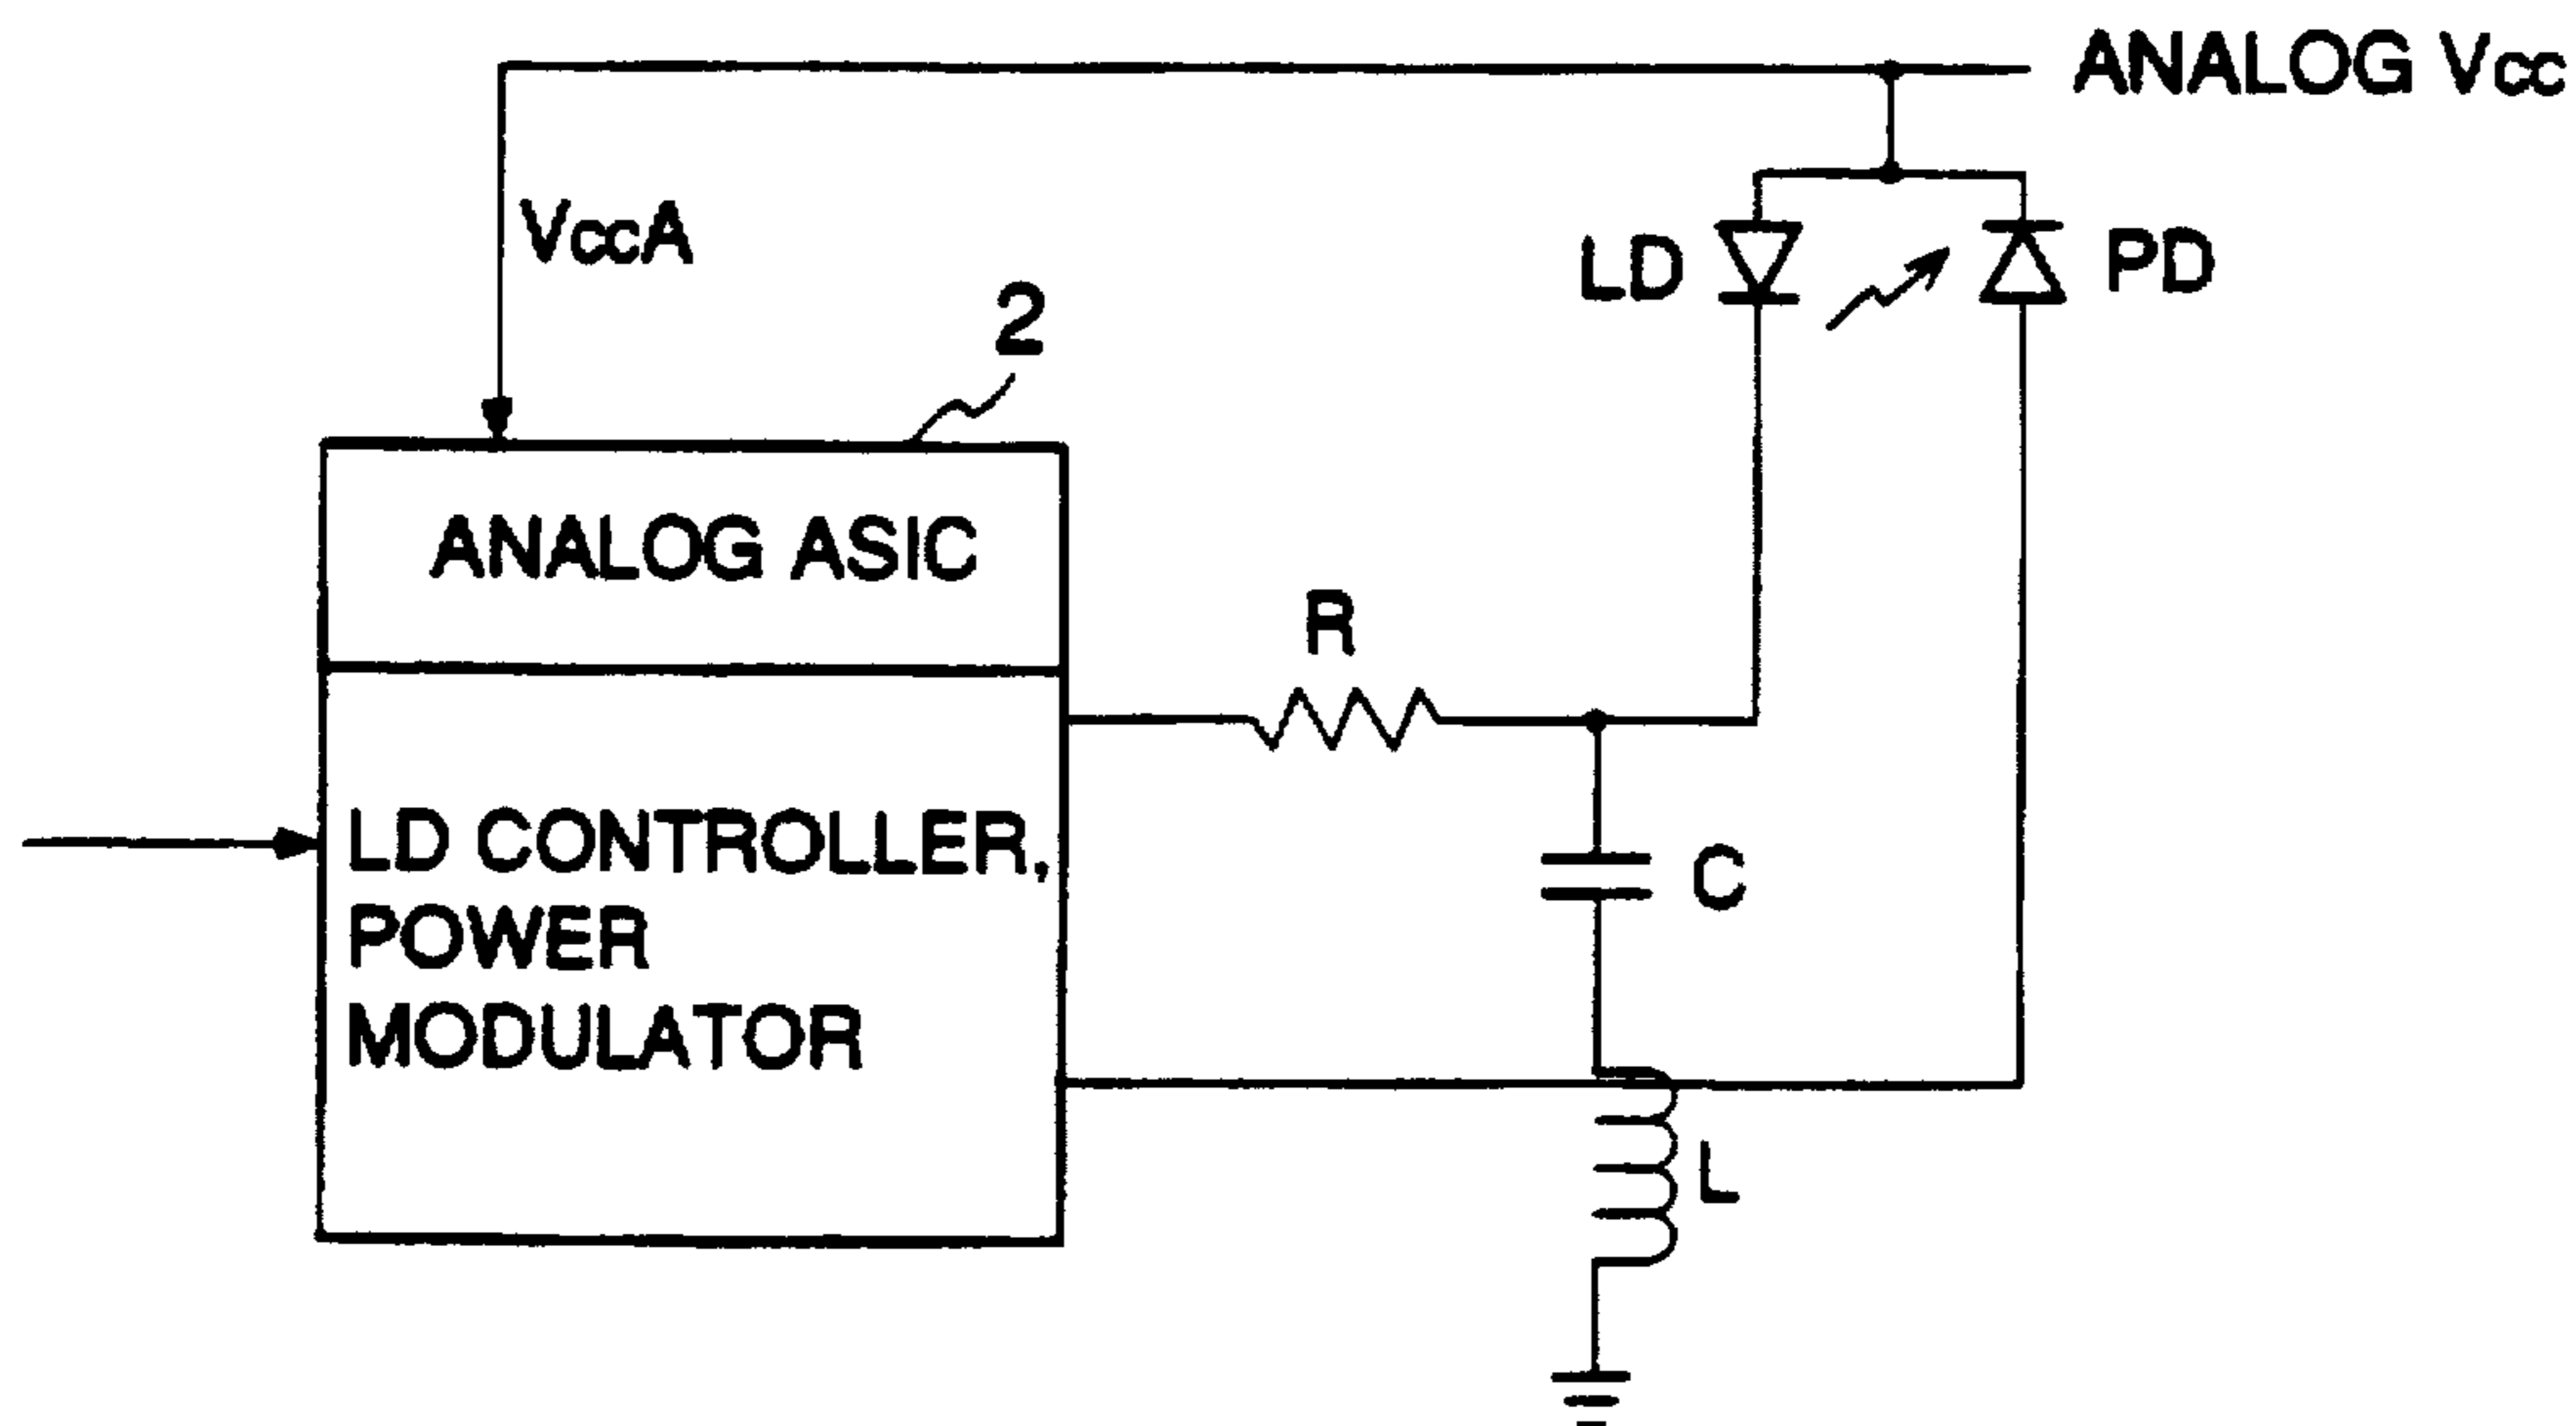 ANALOG Vcc
VccA
LD
PD
2
ANALOG ASIC
R
LD CONTROLLER,
POWER
MODULATOR
C
L